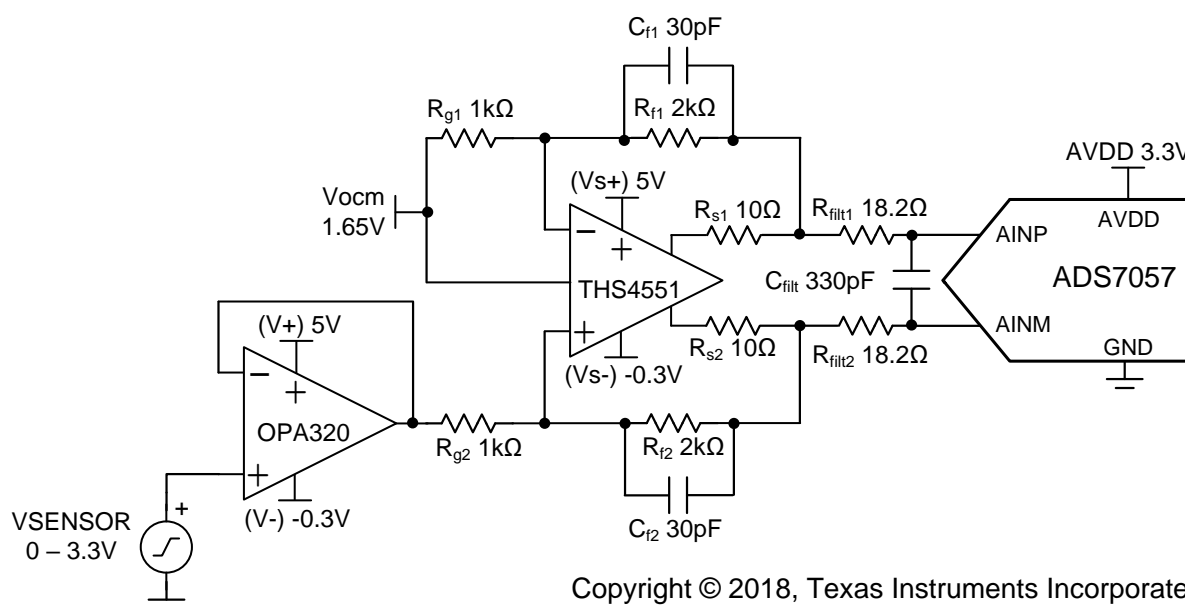 Cf1 30pF
Rg1 1kΩ
Rf1 2kΩ
AVDD 3.3V
Vocm
1.65V
(Vs+) 5V
Rs1 10Ω
Rfilt1 18.2Ω
AVDD
−
+
AINP
THS4551
Cfilt 330pF
ADS7057
+
AINM
(V+) 5V
Rs2 10Ω
Rfilt2 18.2Ω
GND
(Vs-) -0.3V
−
+
OPA320
Rg2 1kΩ
Rf2 2kΩ
+
(V-) -0.3V
Cf2 30pF
VSENSOR
+
0 – 3.3V
Copyright © 2018, Texas Instruments Incorporate